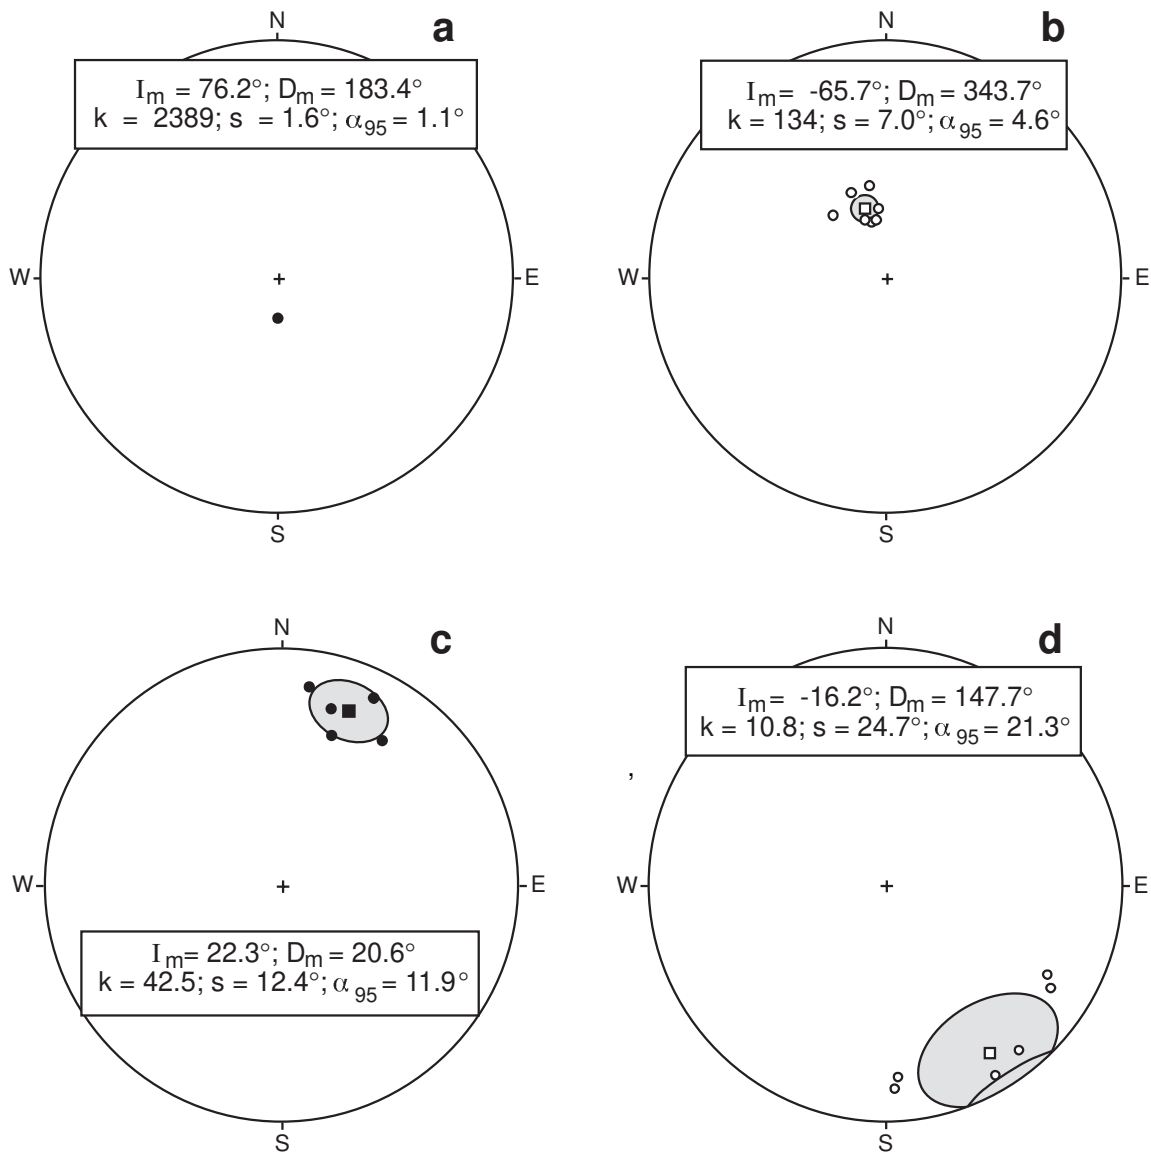 N
a
I_m = 76.2°; D_m = 183.4°
k = 2389; s = 1.6°; α_95 = 1.1°
W
E
S
N
b
I_m = -65.7°; D_m = 343.7°
k = 134; s = 7.0°; α_95 = 4.6°
W
E
S
N
c
W
E
I_m = 22.3°; D_m = 20.6°
k = 42.5; s = 12.4°; α_95 = 11.9°
S
N
d
I_m = -16.2°; D_m = 147.7°
k = 10.8; s = 24.7°; α_95 = 21.3°
,
W
E
S